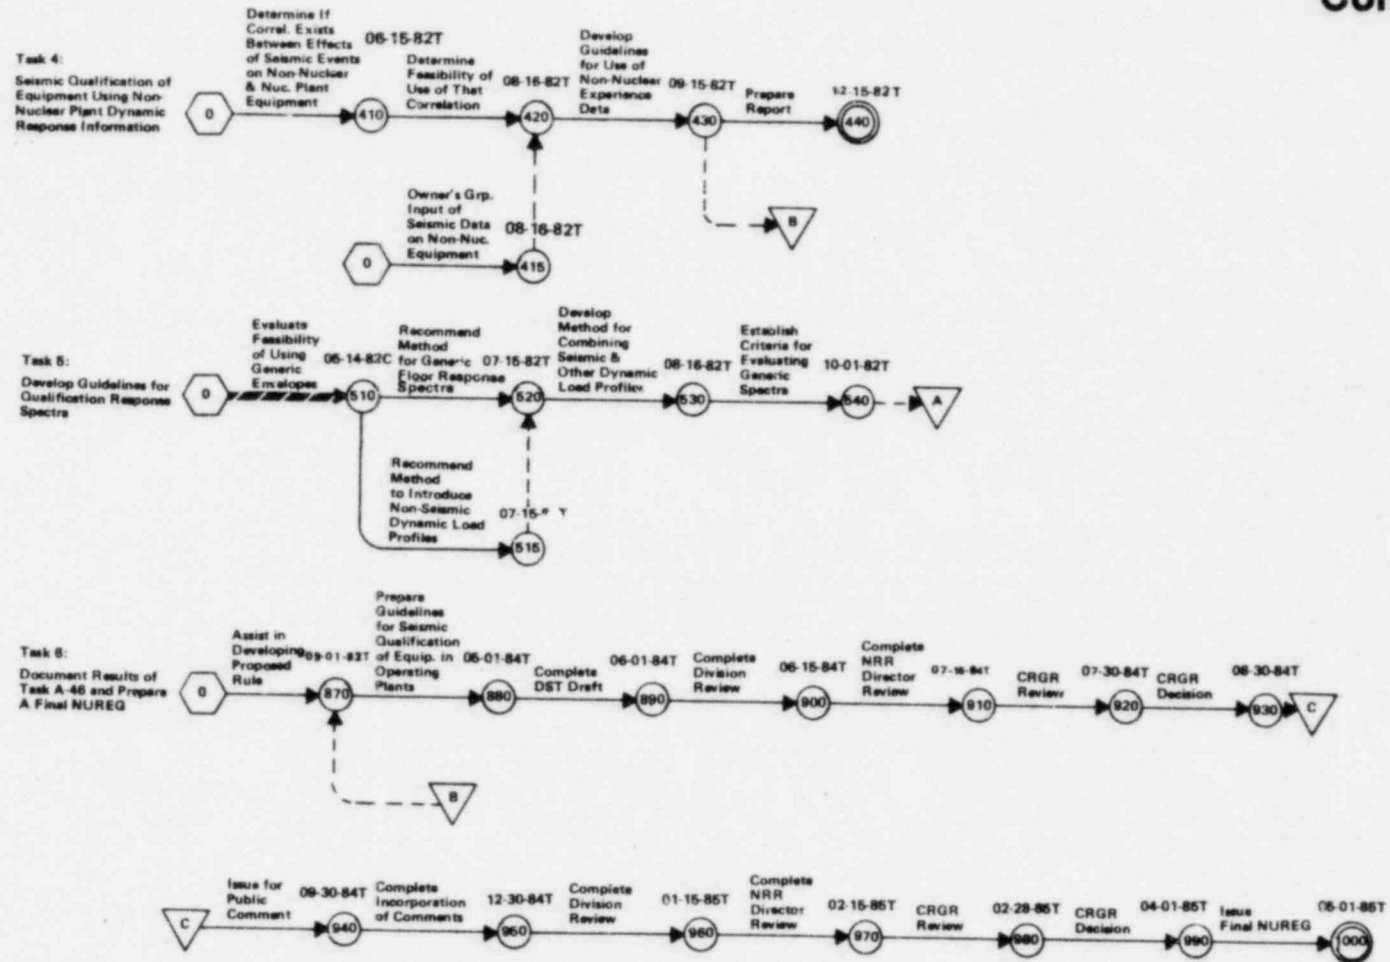 Task 4:
Seismic Qualification of
Equipment Using Non-
Nuclear Plant Dynamic
Response Information
0
Determine If
Correl. Exists
Between Effects
of Seismic Events
on Non-Nuclear
& Nuc. Plant
Equipment
06-15-82T
410
Determine
Feasibility of
Use of That
Correlation
08-16-82T
420
Develop
Guidelines
for Use of
Non-Nuclear
Experience
Data
09-15-82T
430
Prepare
Report
12-15-82T
440
B
0
Owner's Grp.
Input of
Seismic Data
on Non-Nuc.
Equipment
08-16-82T
415
Task 5:
Develop Guidelines for
Qualification Response
Spectra
0
Evaluate
Feasibility
of Using
Generic
Envelopes
510
Recommend
Method
for Generic
Floor Response
Spectra
07-15-82T
520
Develop
Method for
Combining
Seismic &
Other Dynamic
Load Profiles
08-16-82T
530
Establish
Criteria for
Evaluating
Generic
Spectra
10-01-82T
540
A
Recommend
Method
to Introduce
Non-Seismic
Dynamic Load
Profiles
515
Task 6:
Document Results of
Task A-46 and Prepare
A Final NUREG
0
Assist in
Developing
Proposed
Rule
870
Prepare
Guidelines
for Seismic
Qualification
of Equip. in
Operating
Plants
880
Complete
DST Draft
06-01-84T
890
Complete
Division
Review
06-15-84T
900
Complete
NRR
Director
Review
07-16-84T
910
CRGR
Review
07-30-84T
920
CRGR
Decision
08-30-84T
930
C
B
C
Issue for
Public
Comment
09-30-84T
940
Complete
Incorporation
of Comments
12-30-84T
950
Complete
Division
Review
01-15-85T
960
Complete
NRR
Director
Review
02-15-85T
970
CRGR
Review
02-28-85T
980
CRGR
Decision
04-01-85T
990
Issue
Final NUREG
1000